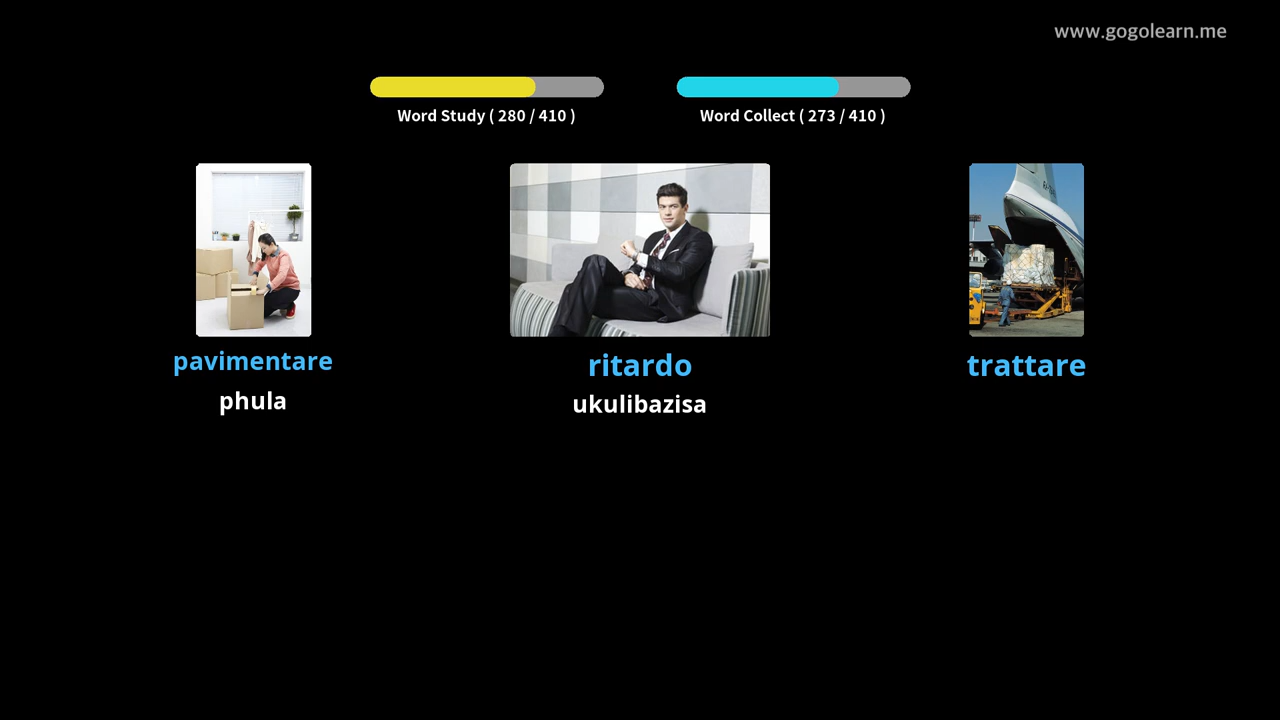 www.gogolearn.me
Word Study ( 280 / 410 )
Word Collect ( 273 / 410 )
pavimentare
ritardo
trattare
phula
ukulibazisa